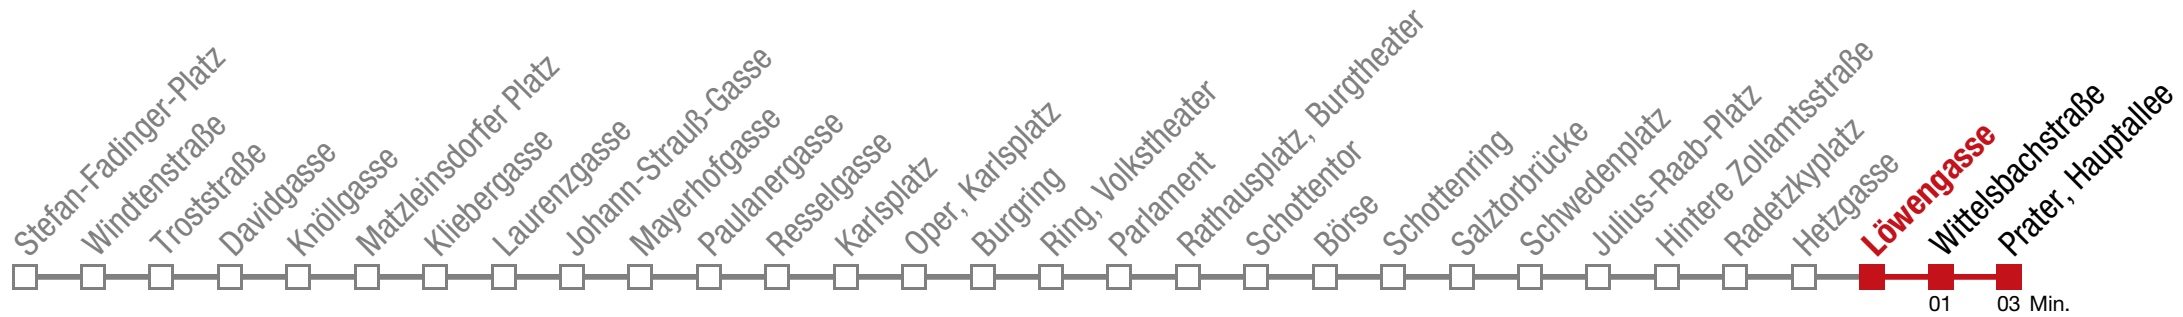 Stefan-Fadinger-Platz
Windtenstraße
Troststraße
Davidgasse
Knöllgasse
Matzleinsdorfer Platz
Kliebergasse
Laurenzgasse
Johann-Strauß-Gasse
Mayerhofgasse
Paulanergasse
Resselgasse
Karlsplatz
Oper, Karlsplatz
Burgring
Ring, Volkstheater
Parlament
Rathausplatz, Burgtheater
Schottentor
Börse
Schottenring
Salztorbrücke
Schwedenplatz
Julius-Raab-Platz
Hintere Zollamtsstraße
Radetzkyplatz
Hetzgasse
Löwengasse
Wittelsbachstraße
Prater, Hauptallee
01 03 Min.